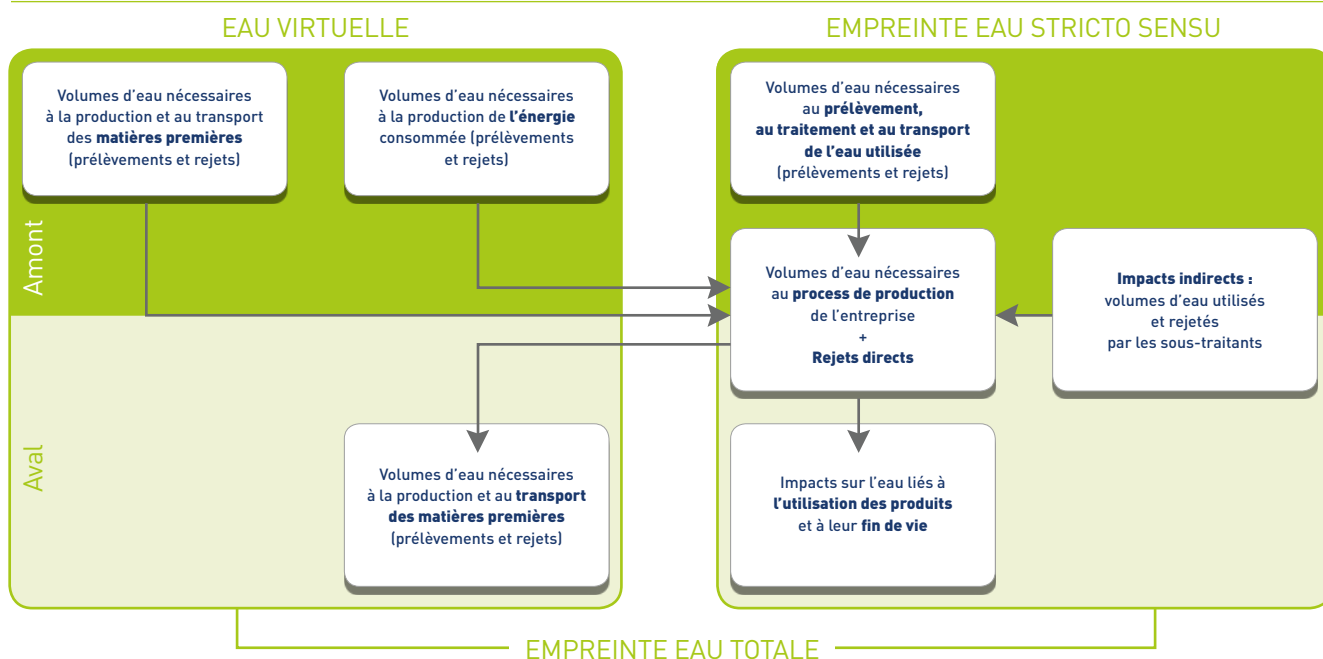 EAU VIRTUELLE
EMPREINTE EAU STRICTO SENSU
Amont
Volumes d'eau nécessaires
à la production et au transport
des matières premières
(prélèvements et rejets)
Volumes d'eau nécessaires
à la production de l'énergie
consommée (prélèvements
et rejets)
Volumes d'eau nécessaires
au prélèvement,
au traitement et au transport
de l'eau utilisée
(prélèvements et rejets)
Volumes d'eau nécessaires
au process de production
de l'entreprise
+
Rejets directs
Impacts indirects :
volumes d'eau utilisés
et rejetés
par les sous-traitants
Aval
Volumes d'eau nécessaires
à la production et au transport
des matières premières
(prélèvements et rejets)
Impacts sur l'eau liés à
l'utilisation des produits
et à leur fin de vie
EMPREINTE EAU TOTALE